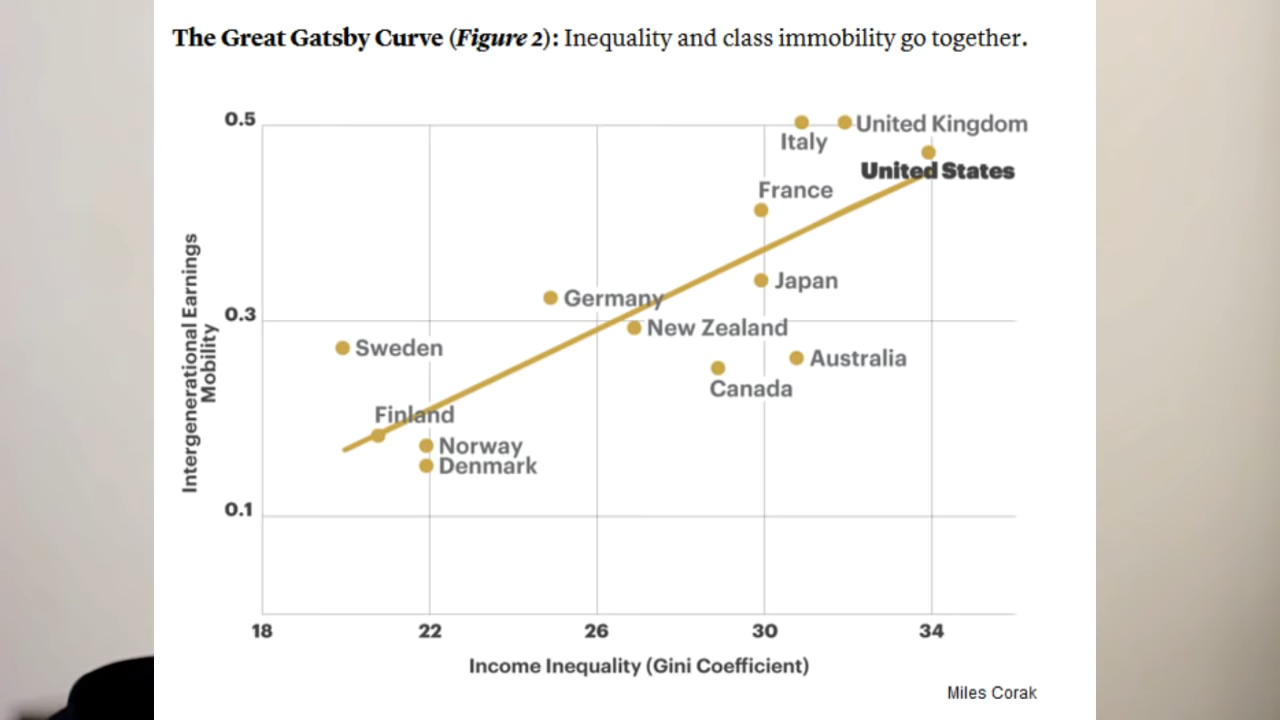 The Great Gatsby Curve (Figure 2): Inequality and class immobility go together.
0.5
Italy
United Kingdom
United States
France
Japan
Intergenerational Earnings
Mobility
0.3
Germany
New Zealand
Sweden
Australia
Canada
Finland
Norway
Denmark
0.1
18
22
26
30
34
Income Inequality (Gini Coefficient)
Miles Corak